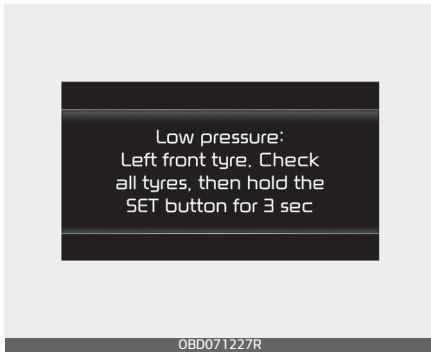 Low pressure:
Left front tyre. Check
all tyres, then hold the
SET button for 3 sec
OBD071227R